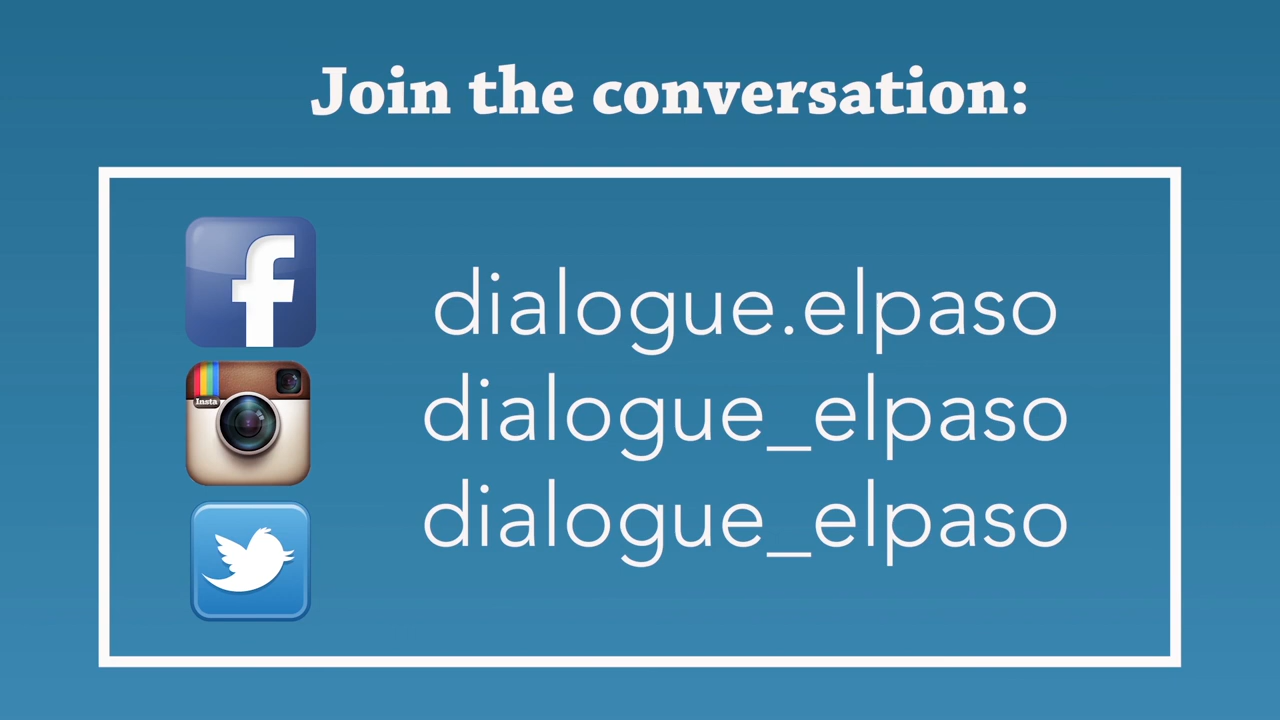 Join the conversation:
dialogue.elpaso
Insta
dialogue_elpaso
dialogue_elpaso